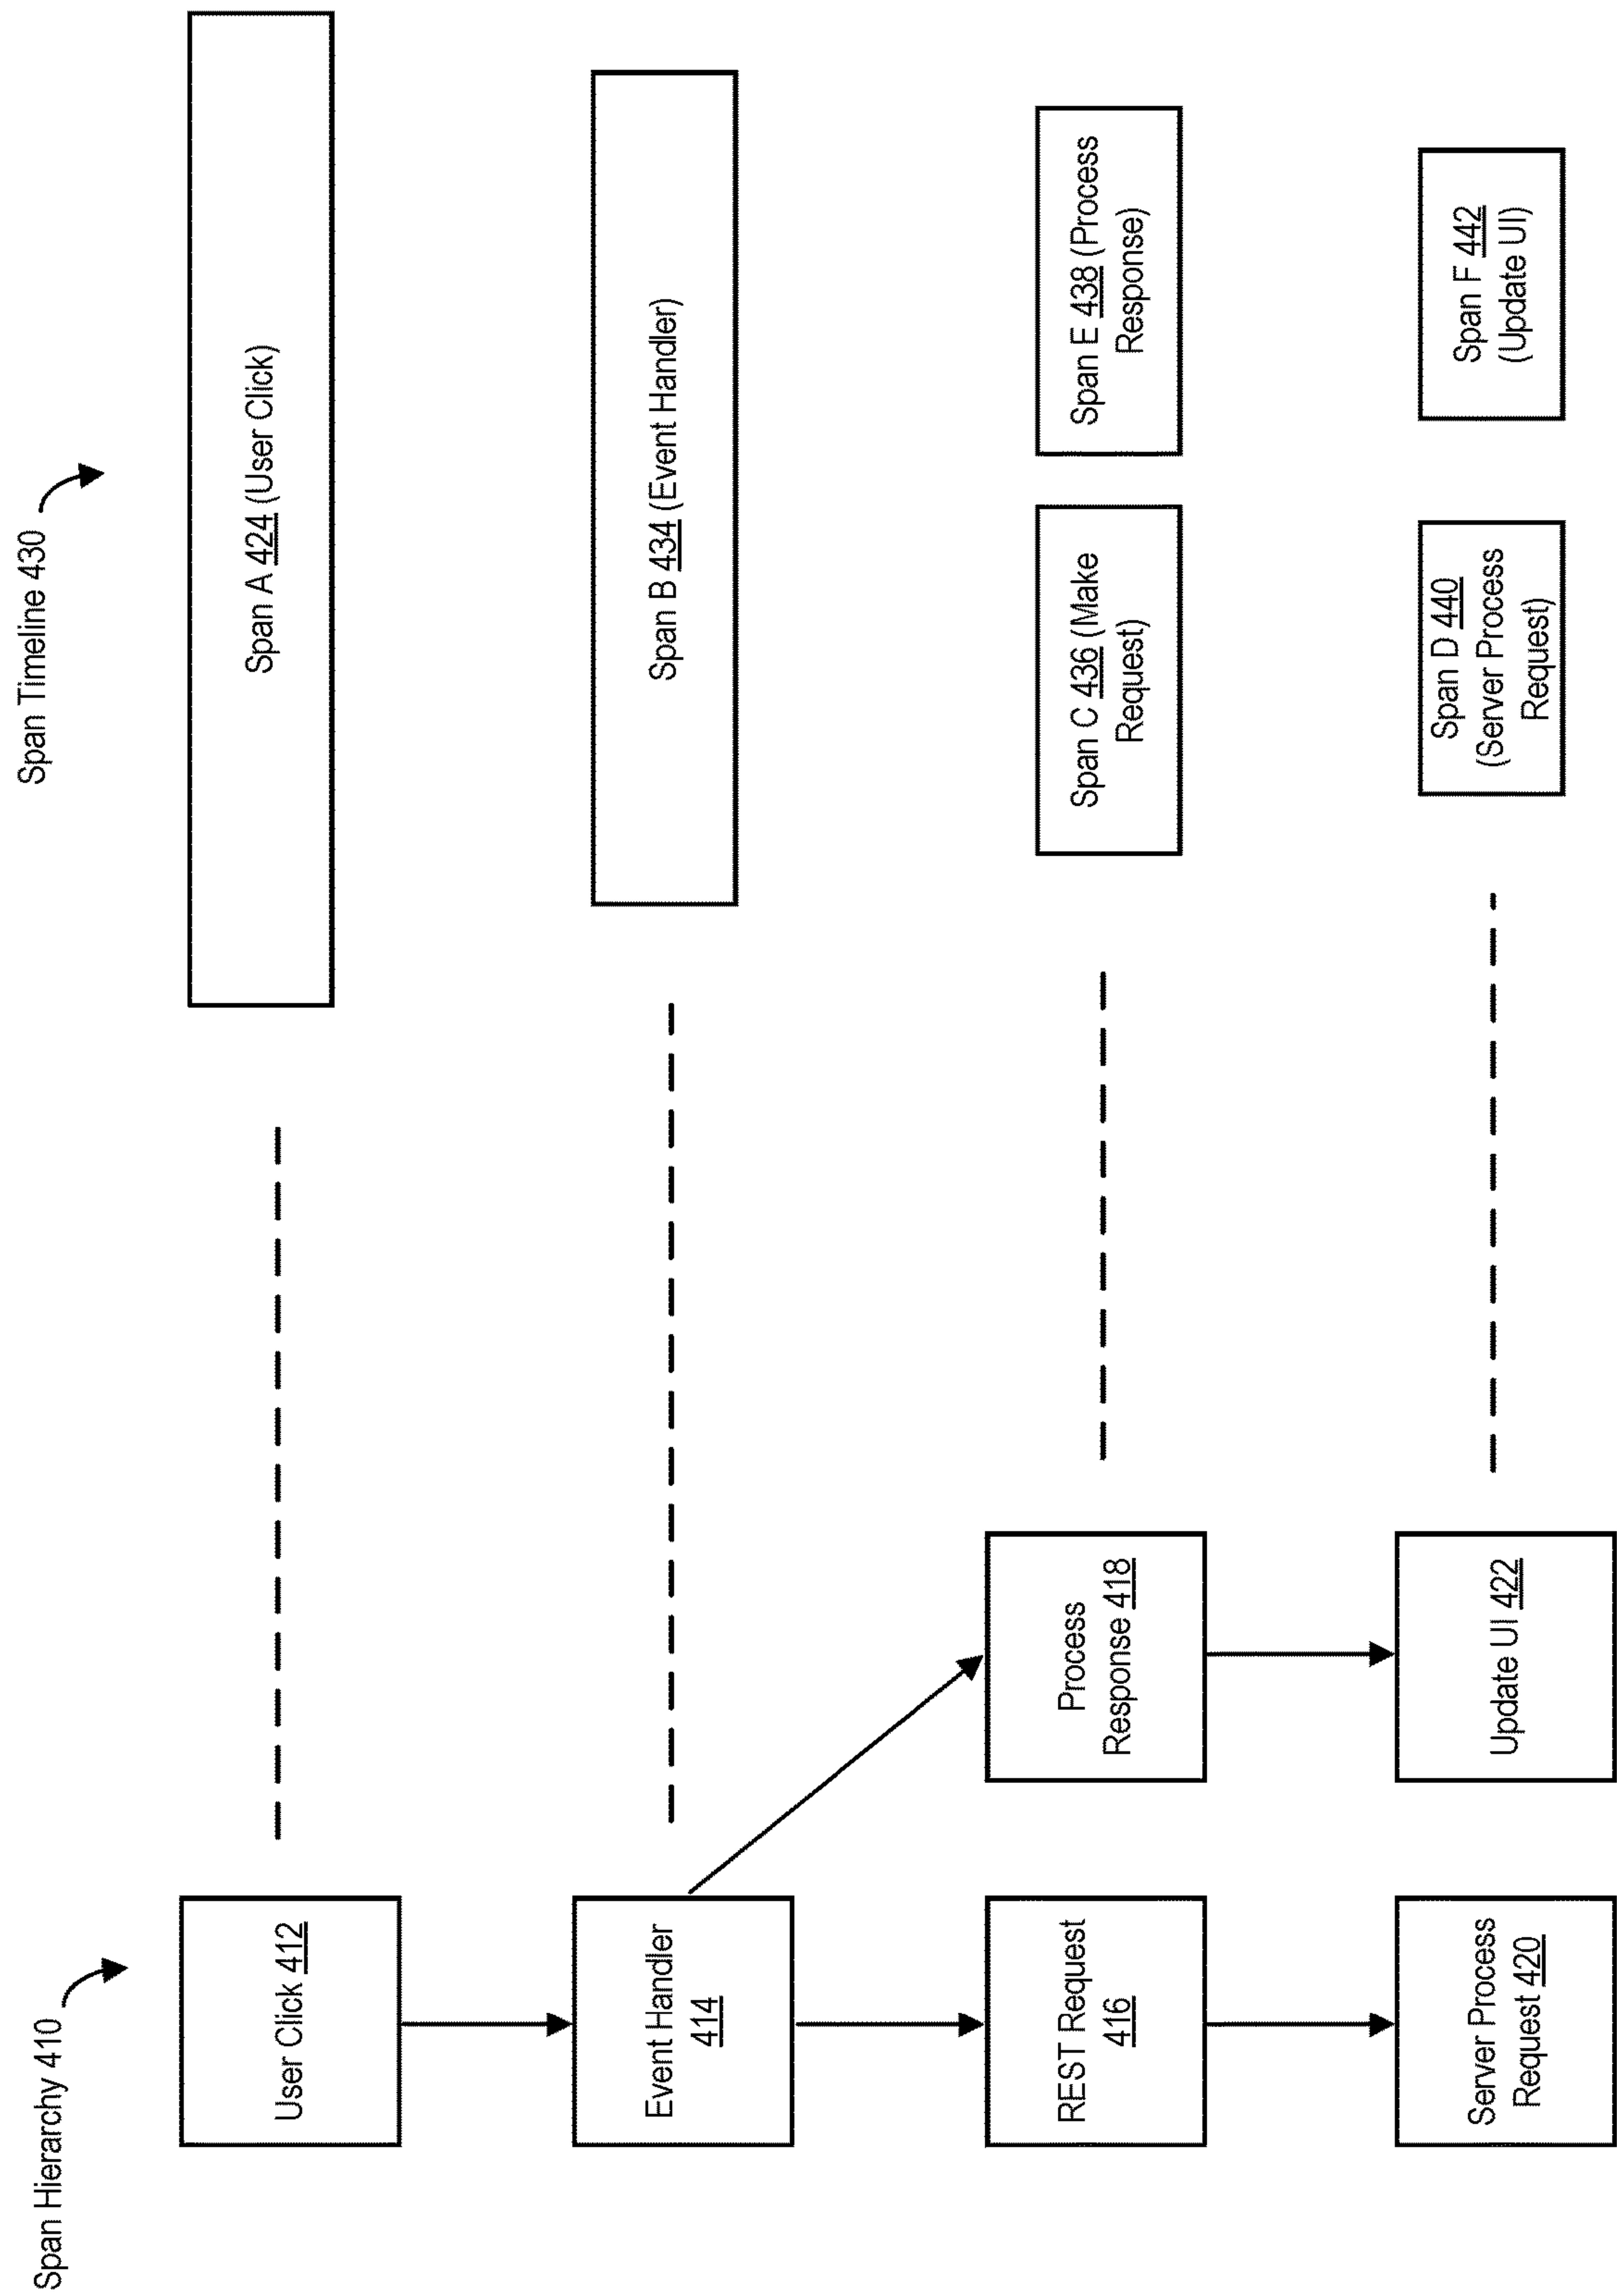 Span Hierarchy 410
User Click 412
Event Handler
414
REST Request
416
Process
Response 418
Server Process
Request 420
Update UI 422
Span Timeline 430
Span A 424 (User Click)
Span B 434 (Event Handler)
Span C 436 (Make
Request)
Span E 438 (Process
Response)
Span D 440
(Server Process
Request)
Span F 442
(Update UI)